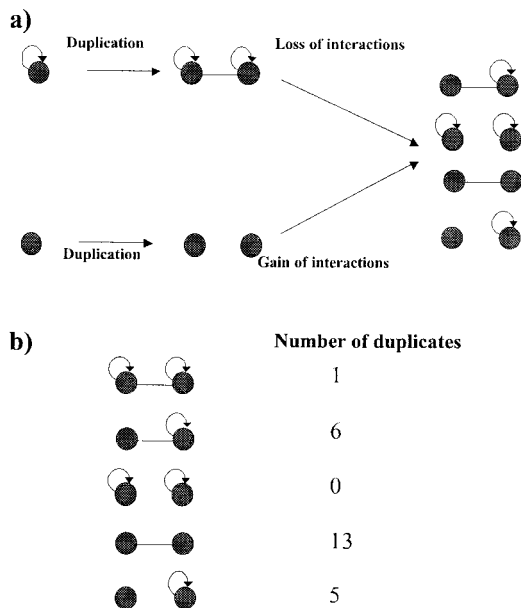 a)
Duplication
Loss of interactions
Duplication
Gain of interactions
b)
Number of duplicates
1
6
0
13
5